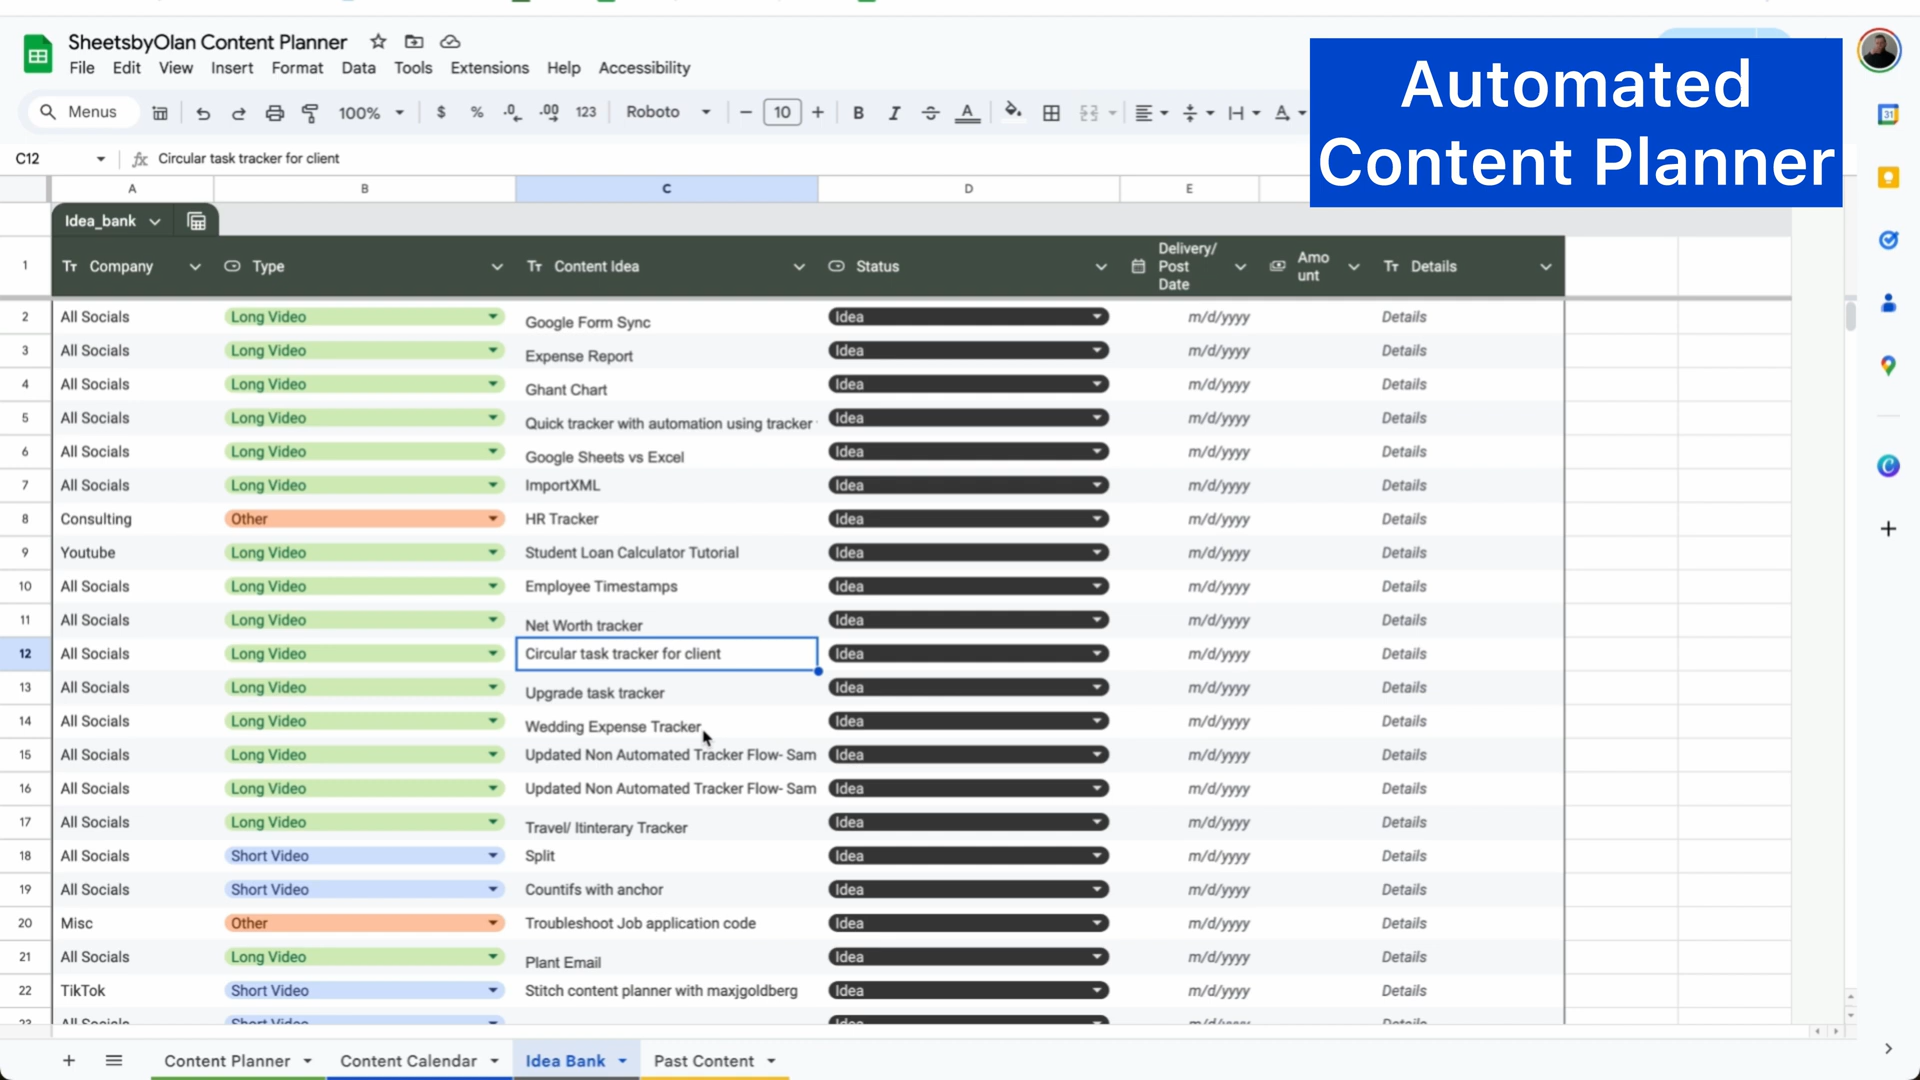 SheetsbyOlan Content Planner
File Edit View Insert Format Data Tools Extensions Help Accessibility
Automated
Content Planner
Menus 100% $ % .0 .00 123 Roboto 10 B I A
31
C12 fx Circular task tracker for client
A B C D E
Idea_bank
1 Tт Company Type Tт Content Idea Status Delivery/ Post Date Amo unt Tт Details
2 All Socials Long Video Google Form Sync Idea m/d/yyyy Details
3 All Socials Long Video Expense Report Idea m/d/yyyy Details
4 All Socials Long Video Ghant Chart Idea m/d/yyyy Details
5 All Socials Long Video Quick tracker with automation using tracker Idea m/d/yyyy Details
6 All Socials Long Video Google Sheets vs Excel Idea m/d/yyyy Details
7 All Socials Long Video ImportXML Idea m/d/yyyy Details
8 Consulting Other HR Tracker Idea m/d/yyyy Details
9 Youtube Long Video Student Loan Calculator Tutorial Idea m/d/yyyy Details
10 All Socials Long Video Employee Timestamps Idea m/d/yyyy Details
11 All Socials Long Video Net Worth tracker Idea m/d/yyyy Details
12 All Socials Long Video Circular task tracker for client Idea m/d/yyyy Details
13 All Socials Long Video Upgrade task tracker Idea m/d/yyyy Details
14 All Socials Long Video Wedding Expense Tracker Idea m/d/yyyy Details
15 All Socials Long Video Updated Non Automated Tracker Flow- Sam Idea m/d/yyyy Details
16 All Socials Long Video Updated Non Automated Tracker Flow- Sam Idea m/d/yyyy Details
17 All Socials Long Video Travel/ Itinterary Tracker Idea m/d/yyyy Details
18 All Socials Short Video Split Idea m/d/yyyy Details
19 All Socials Short Video Countifs with anchor Idea m/d/yyyy Details
20 Misc Other Troubleshoot Job application code Idea m/d/yyyy Details
21 All Socials Long Video Plant Email Idea m/d/yyyy Details
22 TikTok Short Video Stitch content planner with maxjgoldberg Idea m/d/yyyy Details
23 All Socials Short Video Idea m/d/yyyy Details
Content Planner Content Calendar Idea Bank Past Content